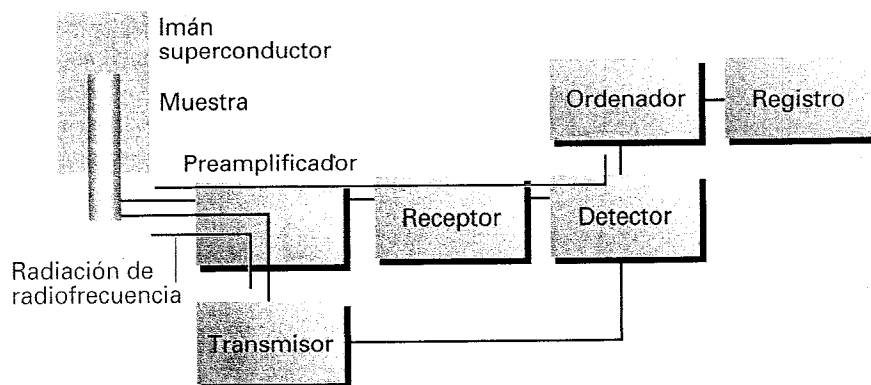 Imán
superconductor
Muestra
Preamplificador
Ordenador
Registro
Receptor
Detector
Radiación de
radiofrecuencia
Transmisor